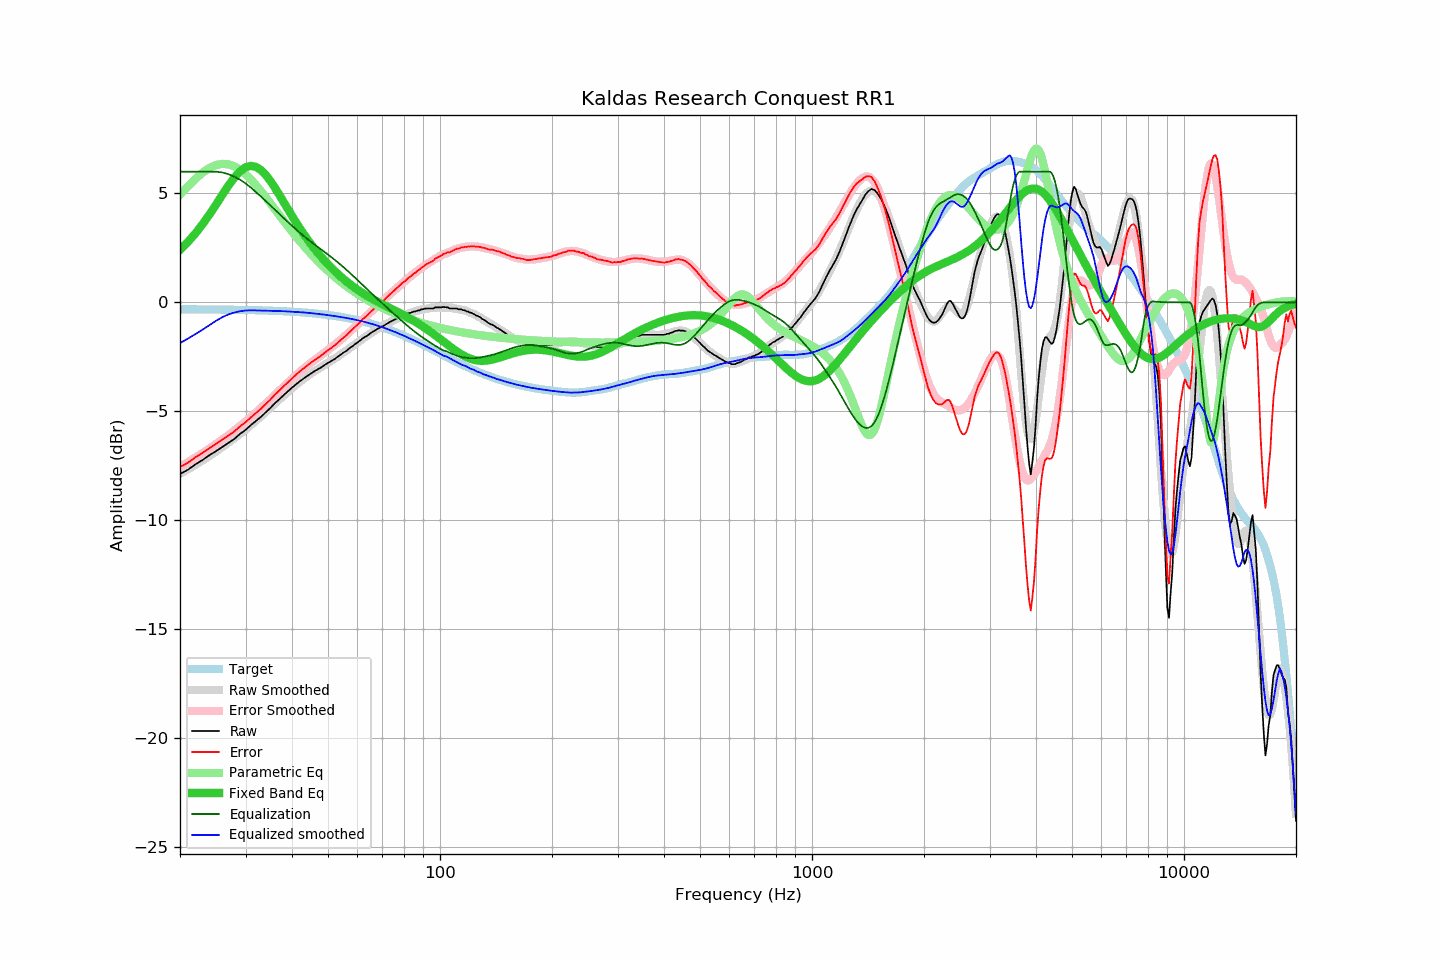 Kaldas Research Conquest RR1
Amplitude (dBr)
5
0
−5
−10
−15
−20
−25
Target
Raw Smoothed
Error Smoothed
Raw
Error
Parametric Eq
Fixed Band Eq
Equalization
Equalized smoothed
100 1000 10000
Frequency (Hz)